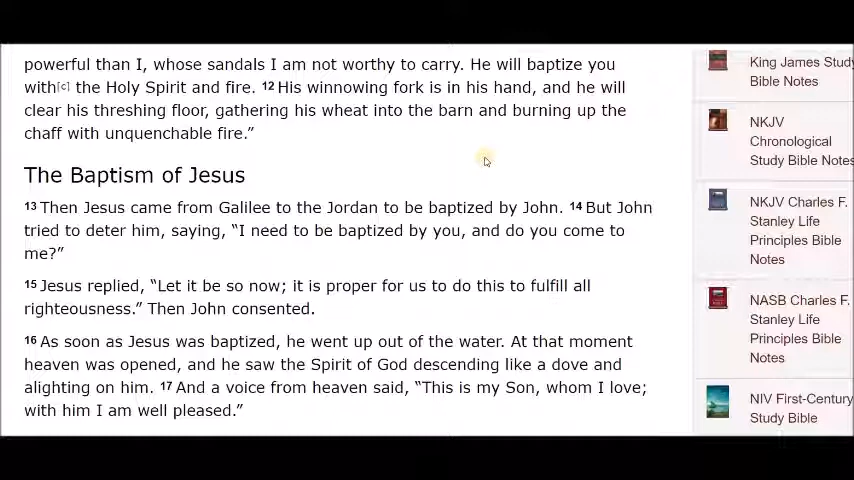 powerful than I, whose sandals I am not worthy to carry. He will baptize you
with[c] the Holy Spirit and fire. 12 His winnowing fork is in his hand, and he will
clear his threshing floor, gathering his wheat into the barn and burning up the
chaff with unquenchable fire.”
The Baptism of Jesus
13 Then Jesus came from Galilee to the Jordan to be baptized by John. 14 But John
tried to deter him, saying, “I need to be baptized by you, and do you come to
me?”
15 Jesus replied, “Let it be so now; it is proper for us to do this to fulfill all
righteousness.” Then John consented.
16 As soon as Jesus was baptized, he went up out of the water. At that moment
heaven was opened, and he saw the Spirit of God descending like a dove and
alighting on him. 17 And a voice from heaven said, “This is my Son, whom I love;
with him I am well pleased.”
King James Study
Bible Notes
NKJV
Chronological
Study Bible Notes
NKJV Charles F.
Stanley Life
Principles Bible
Notes
NASB Charles F.
Stanley Life
Principles Bible
Notes
NIV First-Century
Study Bible